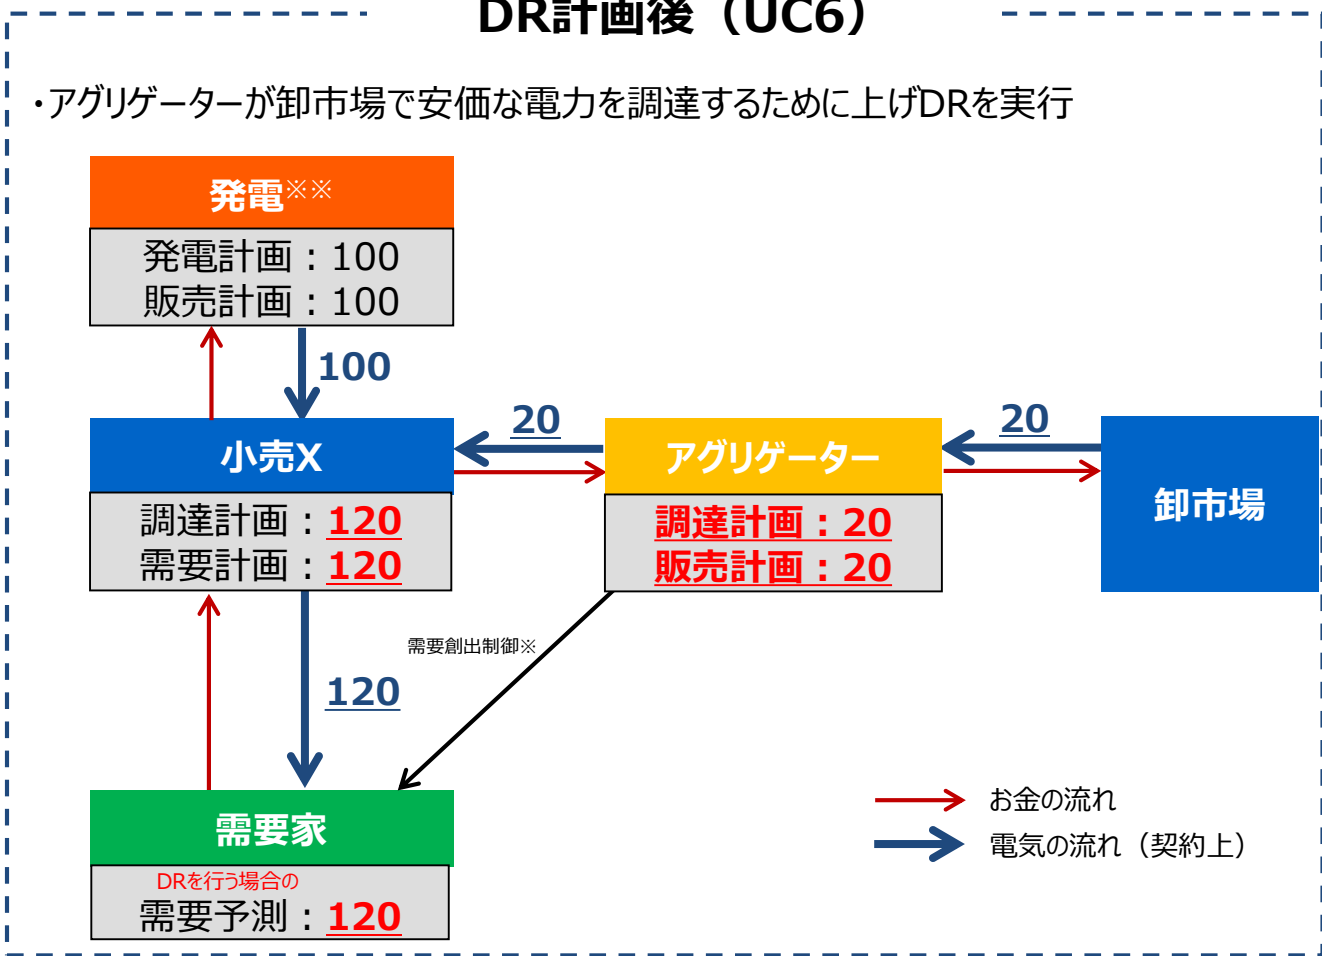 DR計画後（UC6）
・アグリゲーターが卸市場で安価な電力を調達するために上げDRを実行
発電※※
発電計画：100
販売計画：100
100
20
20
小売X
アグリゲーター
卸市場
調達計画：120
需要計画：120
調達計画：20
販売計画：20
需要創出制御※
120
需要家
DRを行う場合の
需要予測：120
お金の流れ
電気の流れ（契約上）